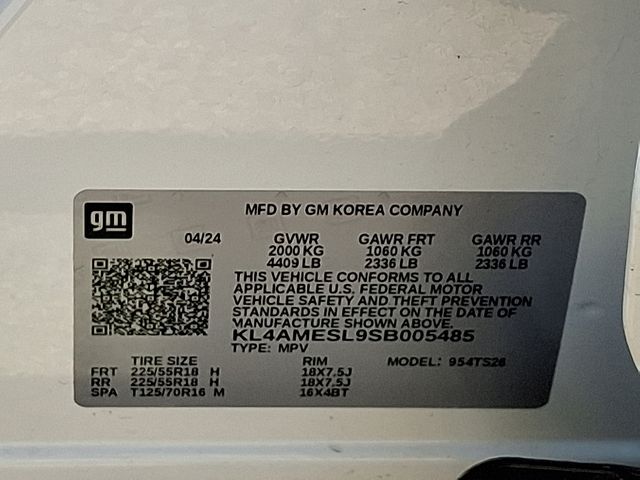 gm
MFD BY GM KOREA COMPANY
04/24 GVWR GAWR FRT GAWR RR
2000 KG 1060 KG 1060 KG
4409 LB 2336 LB 2336 LB
THIS VEHICLE CONFORMS TO ALL
APPLICABLE U.S. FEDERAL MOTOR
VEHICLE SAFETY AND THEFT PREVENTION
STANDARDS IN EFFECT ON THE DATE OF
MANUFACTURE SHOWN ABOVE.
KL4AMESL9SB005485
TYPE: MPV
TIRE SIZE RIM MODEL: 954TS26
FRT 225/55R18 H 18X7.5J
RR 225/55R18 H 18X7.5J
SPA T125/70R16 M 16X4BT